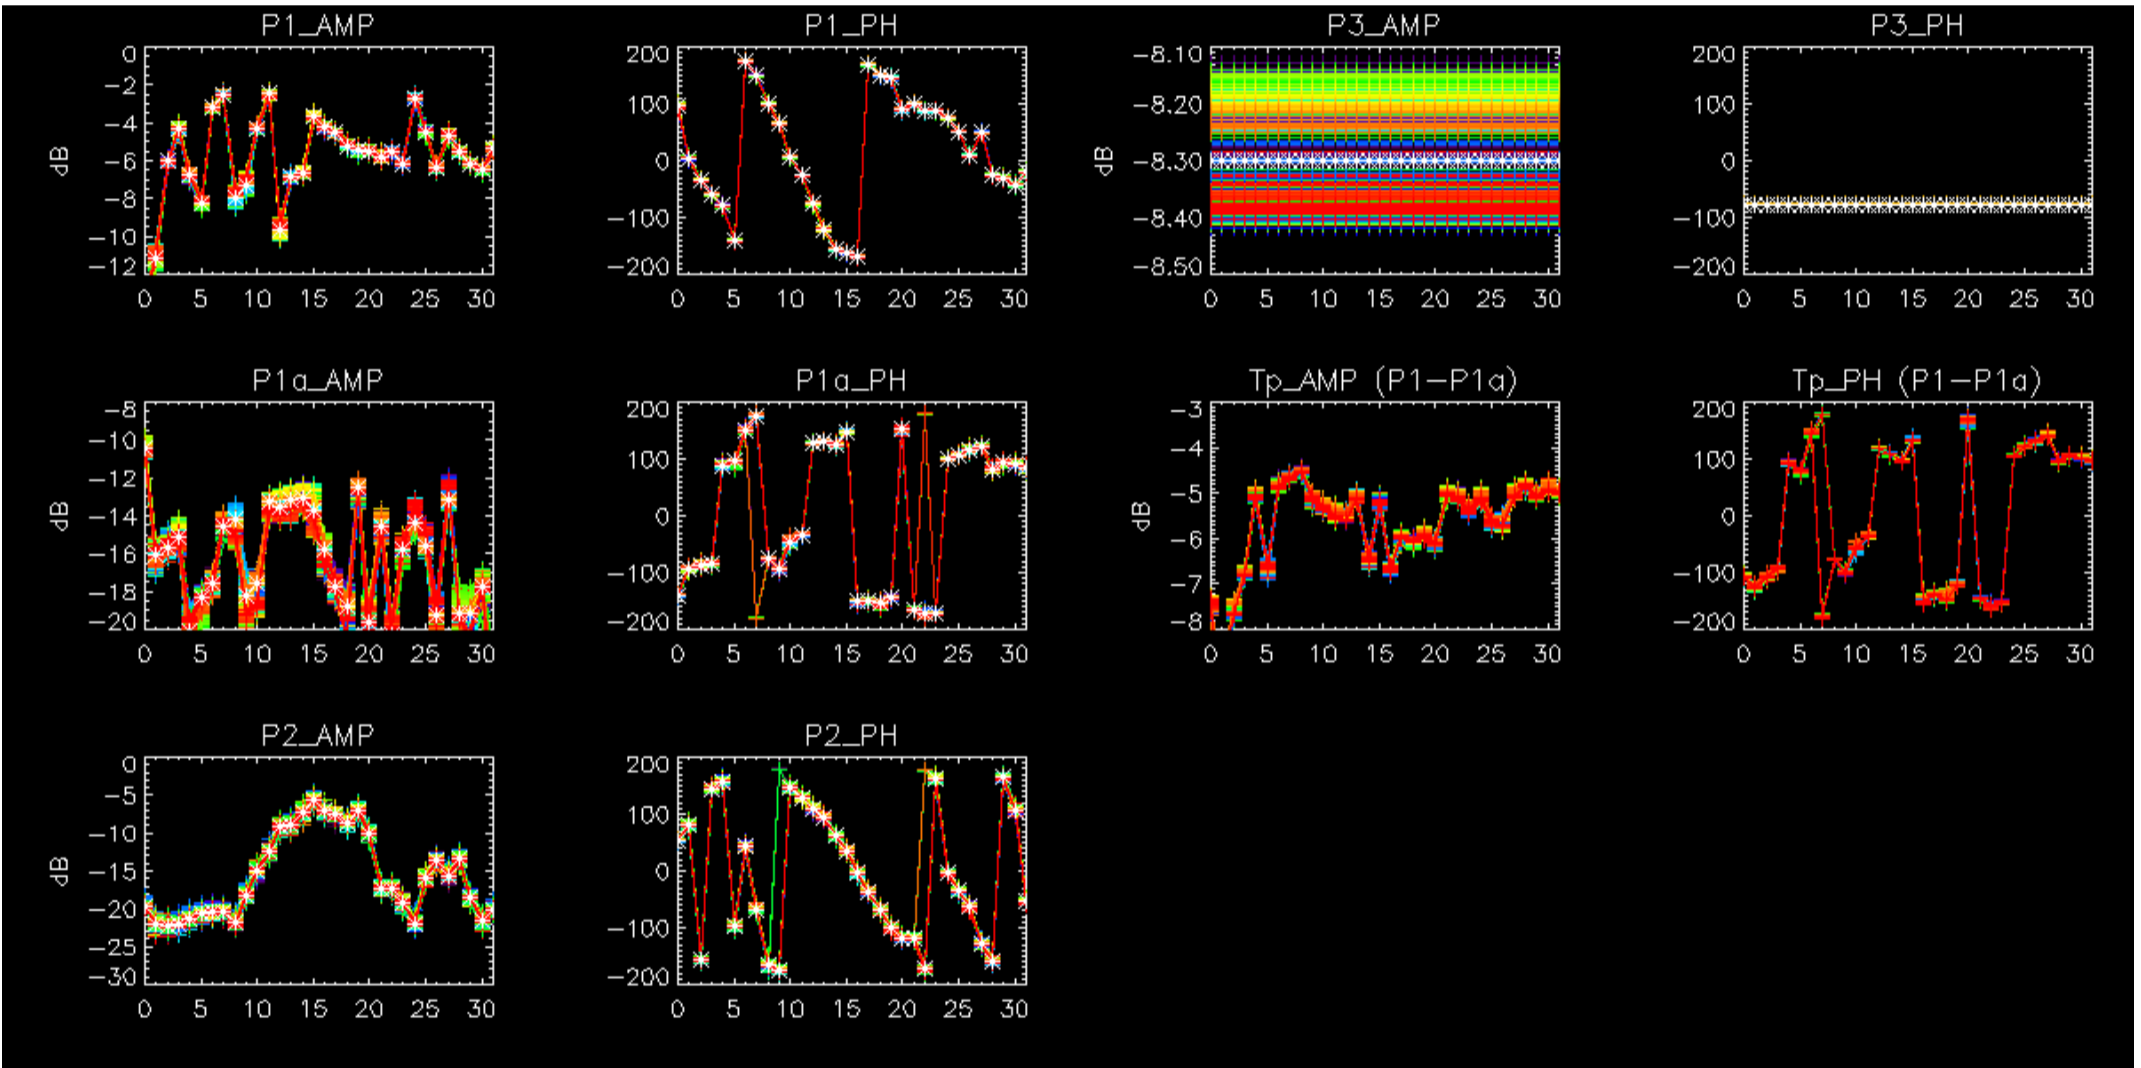 P1_AMP
dB
0
-2
-4
-6
-8
-10
-12
0 5 10 15 20 25 30
P1_PH
200
100
0
-100
-200
0 5 10 15 20 25 30
P3_AMP
dB
-8.10
-8.20
-8.30
-8.40
-8.50
0 5 10 15 20 25 30
P3_PH
200
100
0
-100
-200
0 5 10 15 20 25 30
P1a_AMP
dB
-8
-10
-12
-14
-16
-18
-20
0 5 10 15 20 25 30
P1a_PH
200
100
0
-100
-200
0 5 10 15 20 25 30
Tp_AMP (P1-P1a)
dB
-3
-4
-5
-6
-7
-8
0 5 10 15 20 25 30
Tp_PH (P1-P1a)
200
100
0
-100
-200
0 5 10 15 20 25 30
P2_AMP
dB
0
-5
-10
-15
-20
-25
-30
0 5 10 15 20 25 30
P2_PH
200
100
0
-100
-200
0 5 10 15 20 25 30